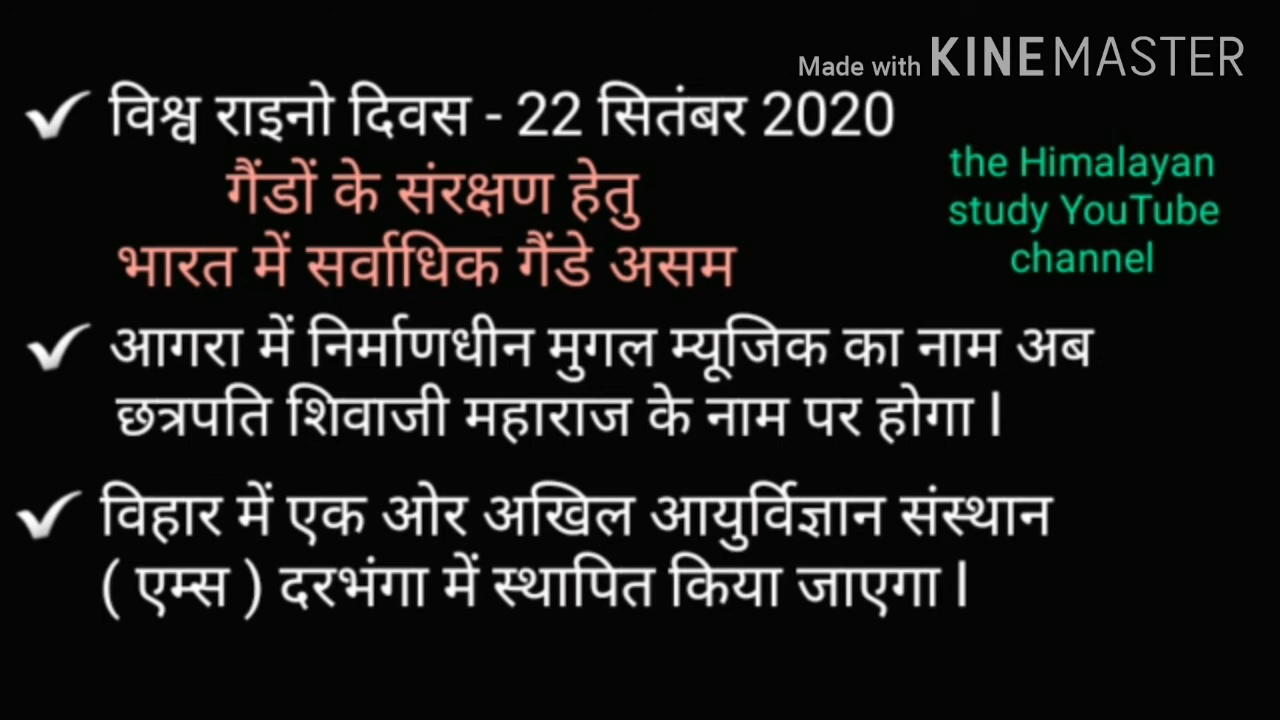 Made with KINEMASTER
विश्व राइनो दिवस - 22 सितंबर 2020
the Himalayan
study YouTube
channel
गैंडों के संरक्षण हेतु
भारत में सर्वाधिक गैंडे असम
आगरा में निर्माणधीन मुगल म्यूजिक का नाम अब
छत्रपति शिवाजी महाराज के नाम पर होगा l
विहार में एक ओर अखिल आयुर्विज्ञान संस्थान
( एम्स ) दरभंगा में स्थापित किया जाएगा l